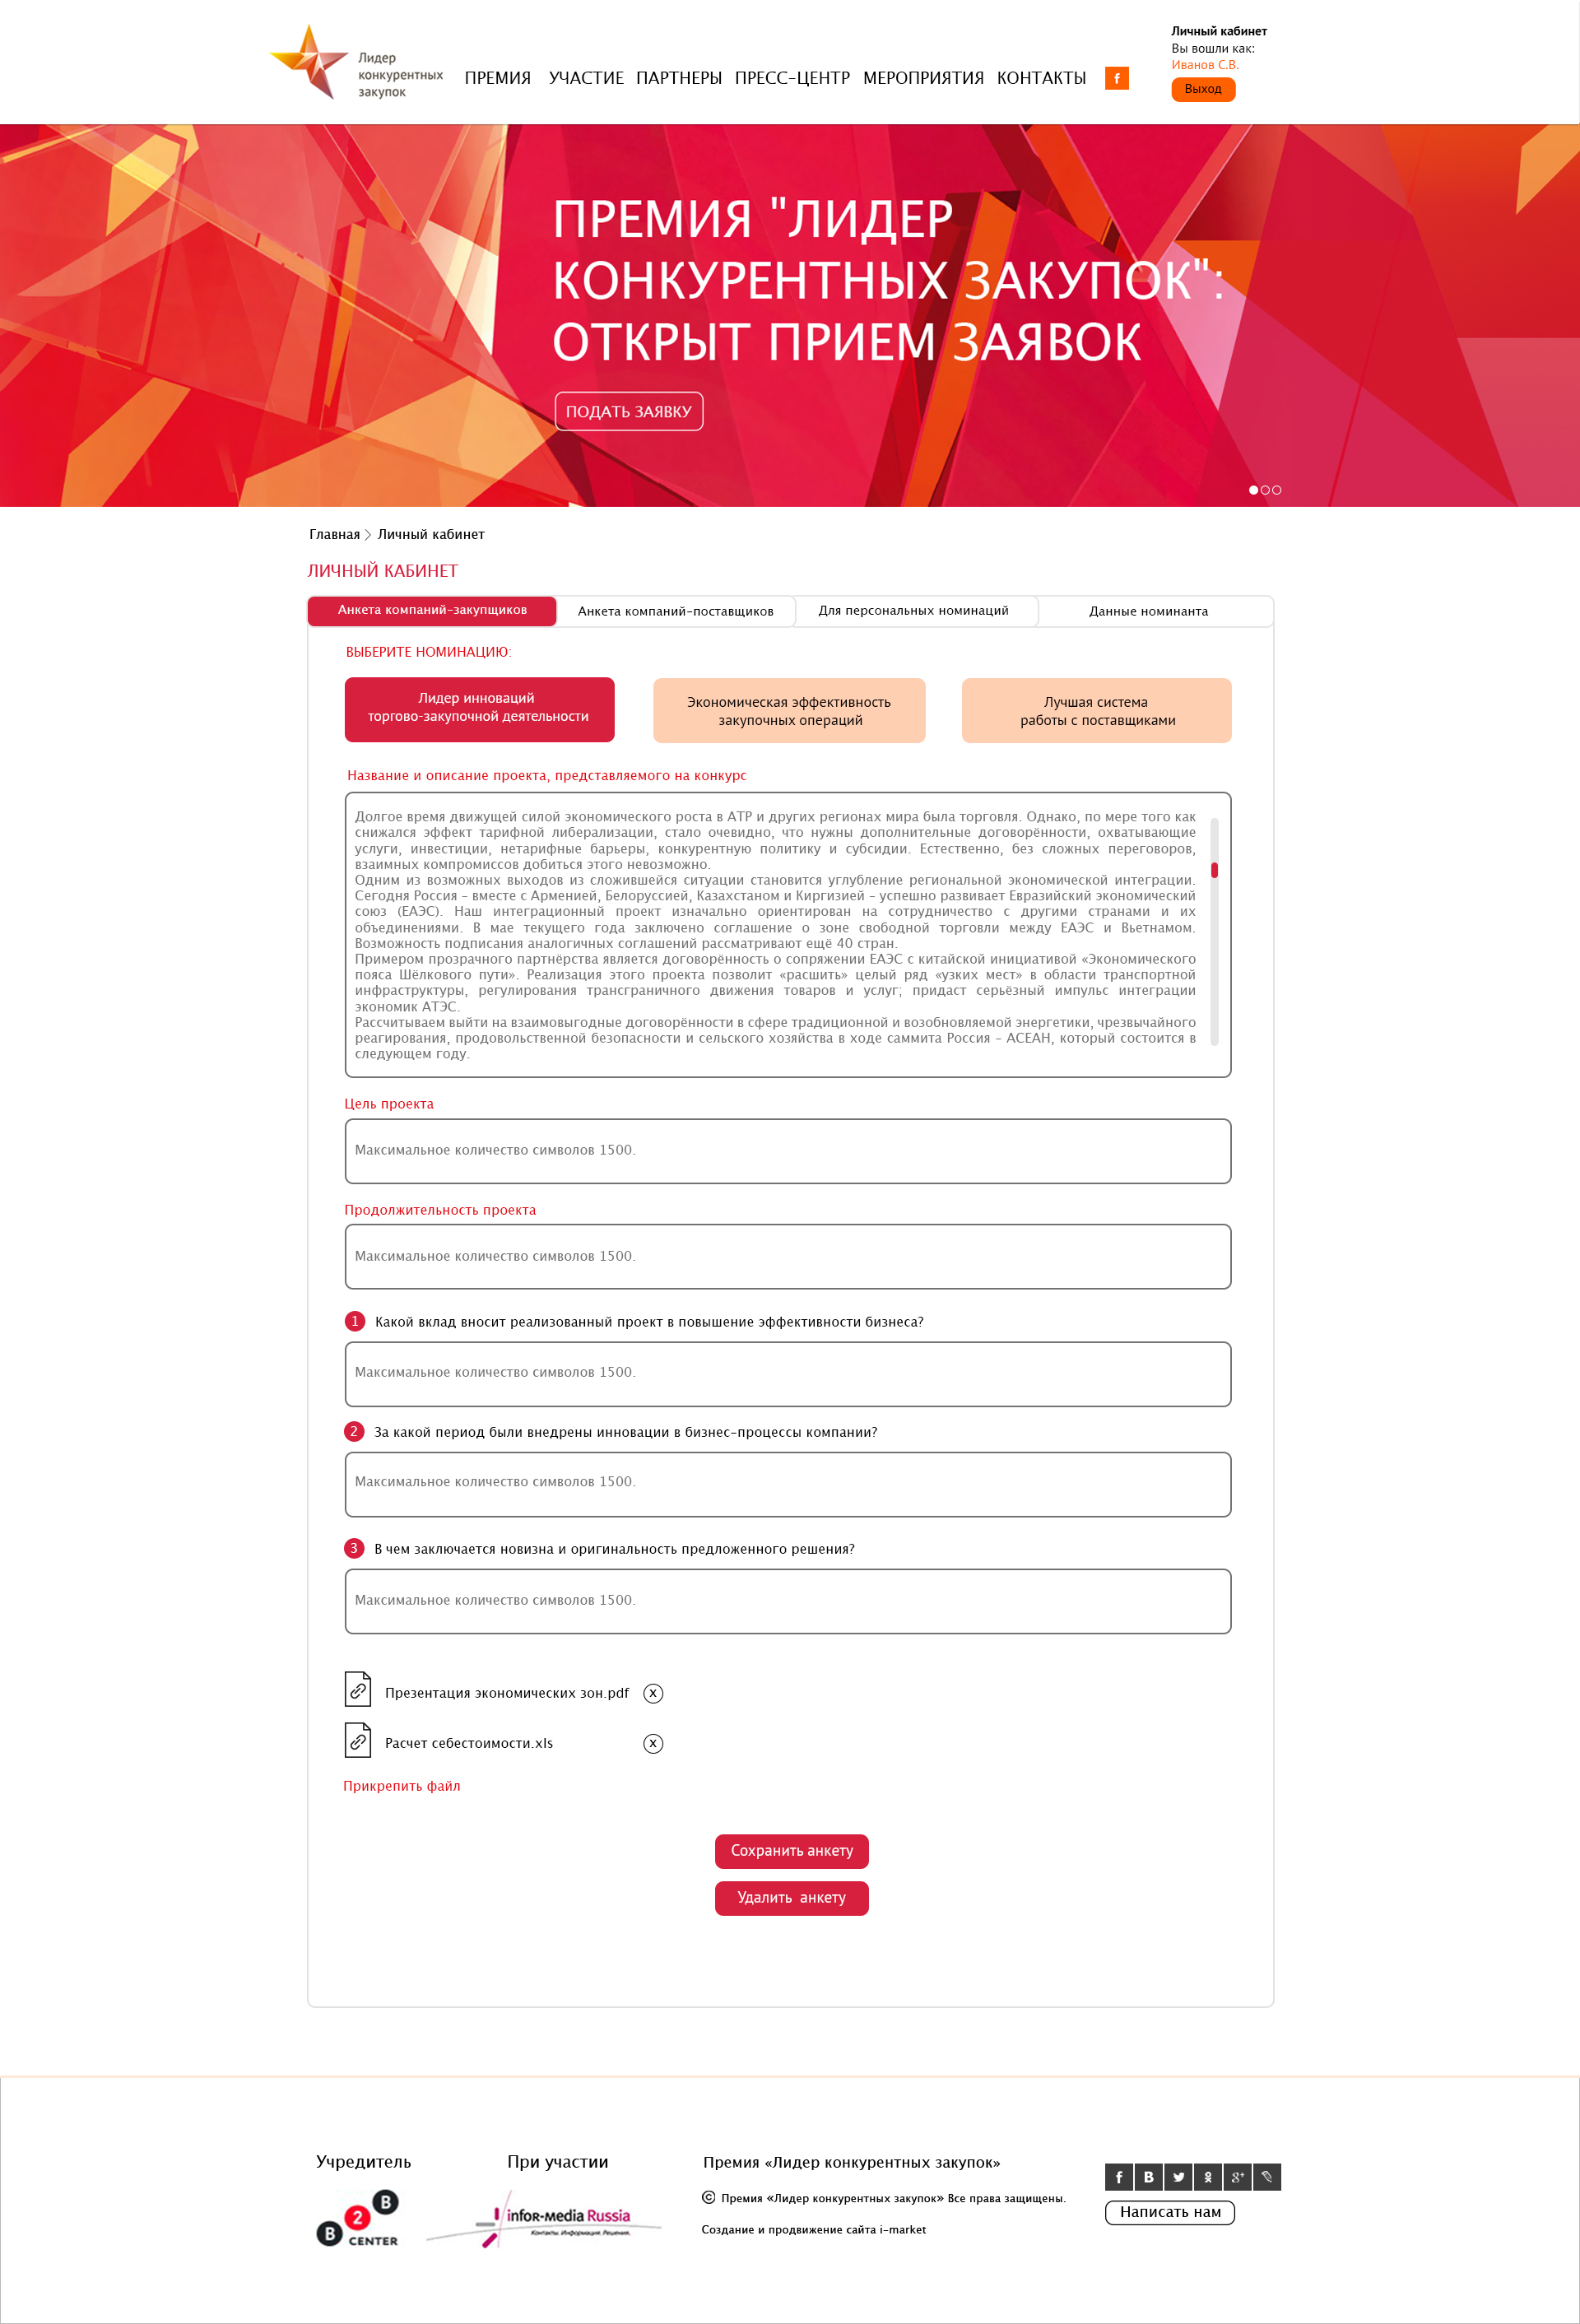 Лидер
конкурентных
закупок
ПРЕМИЯ УЧАСТИЕ ПАРТНЕРЫ ПРЕСС-ЦЕНТР МЕРОПРИЯТИЯ КОНТАКТЫ
f
Личный кабинет
Вы вошли как:
Иванов С.В.
Выход
ПРЕМИЯ "ЛИДЕР
КОНКУРЕНТНЫХ ЗАКУПОК":
ОТКРЫТ ПРИЕМ ЗАЯВОК
ПОДАТЬ ЗАЯВКУ
Главная Личный кабинет
ЛИЧНЫЙ КАБИНЕТ
Анкета компаний-закупщиков Анкета компаний-поставщиков Для персональных номинаций Данные номинанта
ВЫБЕРИТЕ НОМИНАЦИЮ:
Лидер инноваций
торгово-закупочной деятельности
Экономическая эффективность
закупочных операций
Лучшая система
работы с поставщиками
Название и описание проекта, представляемого на конкурс
Долгое время движущей силой экономического роста в АТР и других регионах мира была торговля. Однако, по мере того как
снижался эффект тарифной либерализации, стало очевидно, что нужны дополнительные договорённости, охватывающие
услуги, инвестиции, нетарифные барьеры, конкурентную политику и субсидии. Естественно, без сложных переговоров,
взаимных компромиссов добиться этого невозможно.
Одним из возможных выходов из сложившейся ситуации становится углубление региональной экономической интеграции.
Сегодня Россия – вместе с Арменией, Белоруссией, Казахстаном и Киргизией – успешно развивает Евразийский экономический
союз (ЕАЭС). Наш интеграционный проект изначально ориентирован на сотрудничество с другими странами и их
объединениями. В мае текущего года заключено соглашение о зоне свободной торговли между ЕАЭС и Вьетнамом.
Возможность подписания аналогичных соглашений рассматривают ещё 40 стран.
Примером прозрачного партнёрства является договорённость о сопряжении ЕАЭС с китайской инициативой «Экономического
пояса Шёлкового пути». Реализация этого проекта позволит «расшить» целый ряд «узких мест» в области транспортной
инфраструктуры, регулирования трансграничного движения товаров и услуг; придаст серьёзный импульс интеграции
экономик АТЭС.
Рассчитываем выйти на взаимовыгодные договорённости в сфере традиционной и возобновляемой энергетики, чрезвычайного
реагирования, продовольственной безопасности и сельского хозяйства в ходе саммита Россия – АСЕАН, который состоится в
следующем году.
Цель проекта
Максимальное количество символов 1500.
Продолжительность проекта
Максимальное количество символов 1500.
1 Какой вклад вносит реализованный проект в повышение эффективности бизнеса?
Максимальное количество символов 1500.
2 За какой период были внедрены инновации в бизнес-процессы компании?
Максимальное количество символов 1500.
3 В чем заключается новизна и оригинальность предложенного решения?
Максимальное количество символов 1500.
Презентация экономических зон.pdf x
Расчет себестоимости.xls x
Прикрепить файл
Сохранить анкету
Удалить анкету
Учредитель
B 2 B
CENTER
При участии
infor-media Russia
Контакты. Информация. Решения.
Премия «Лидер конкурентных закупок»
© Премия «Лидер конкурентных закупок» Все права защищены.
Создание и продвижение сайта i-market
f B g+
Написать нам